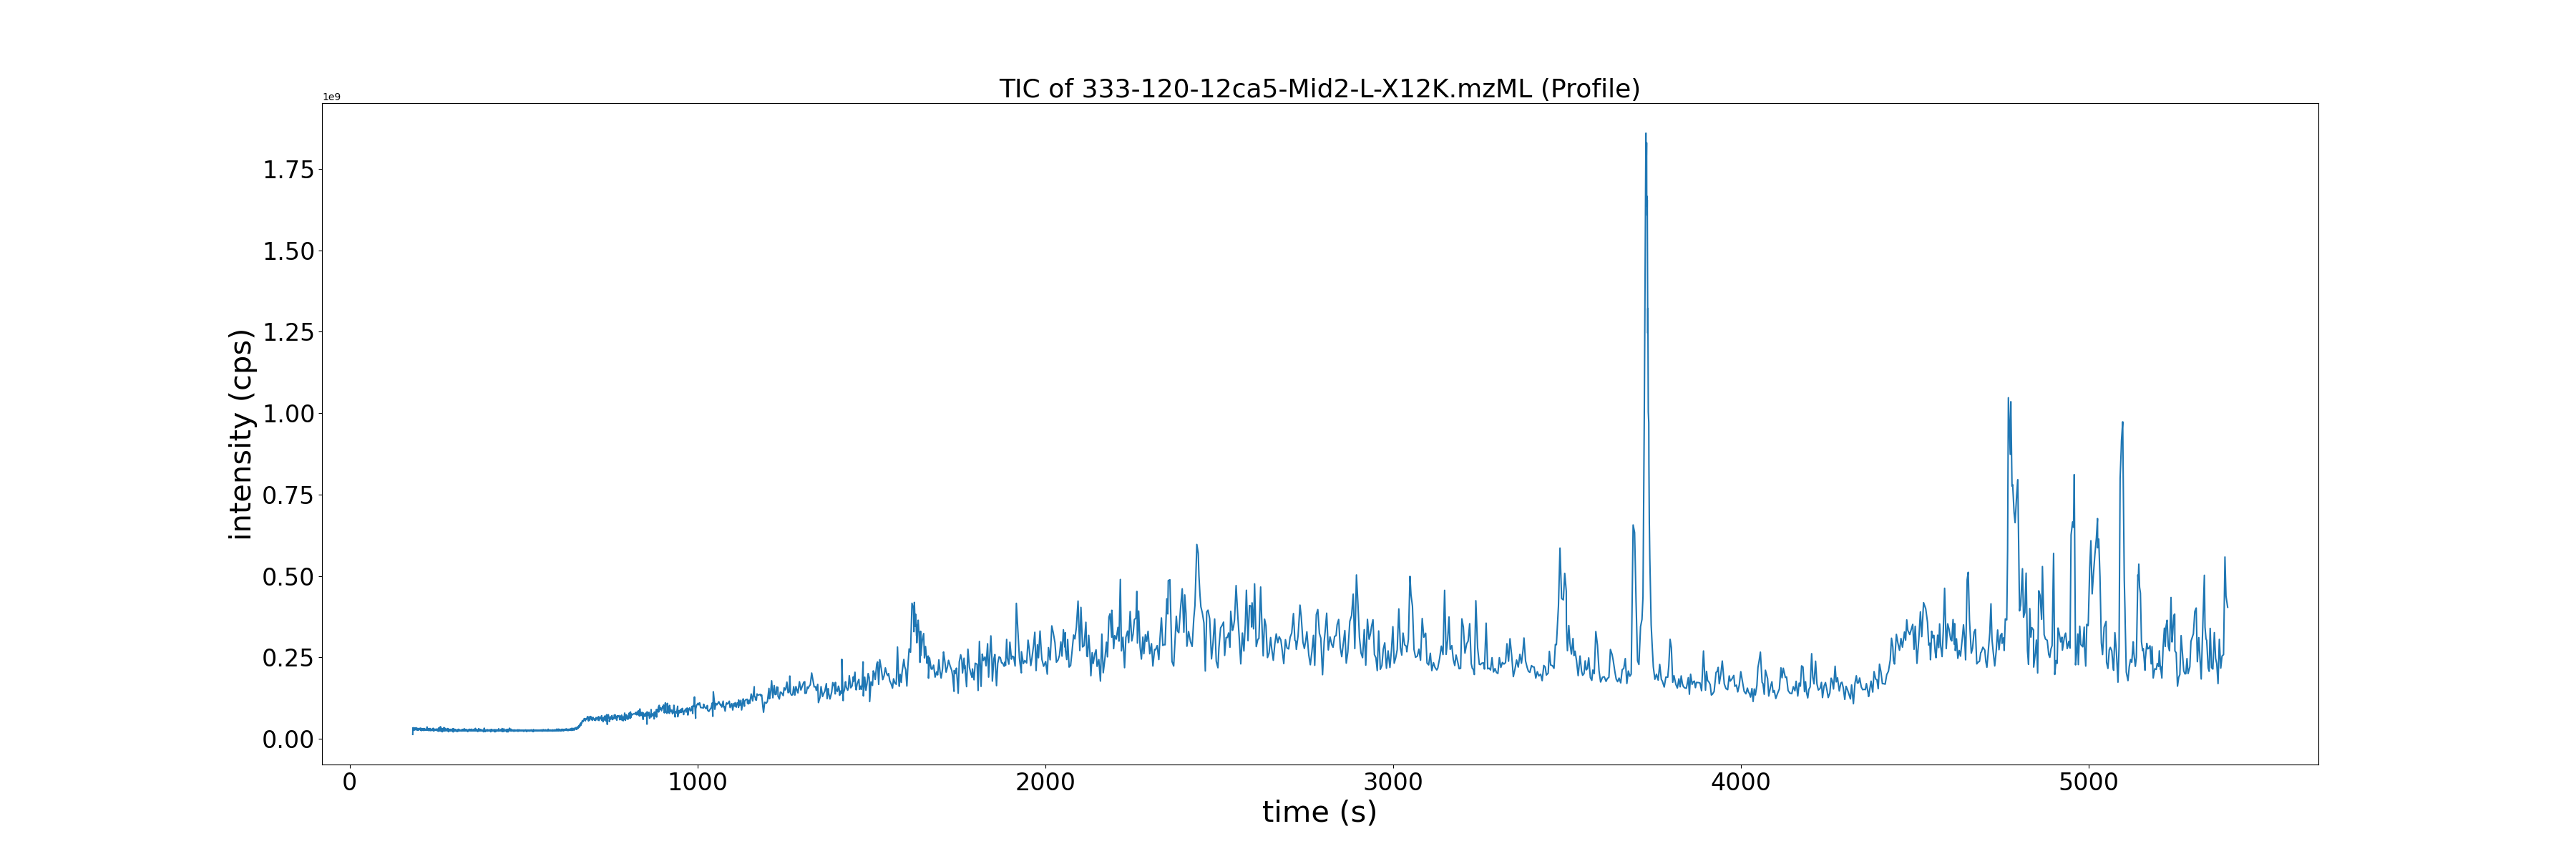 TIC of 333-120-12ca5-Mid2-L-X12K.mzML (Profile)
1e9
1.75
1.50
1.25
1.00
0.75
0.50
0.25
0.00
intensity (cps)
0 1000 2000 3000 4000 5000
time (s)